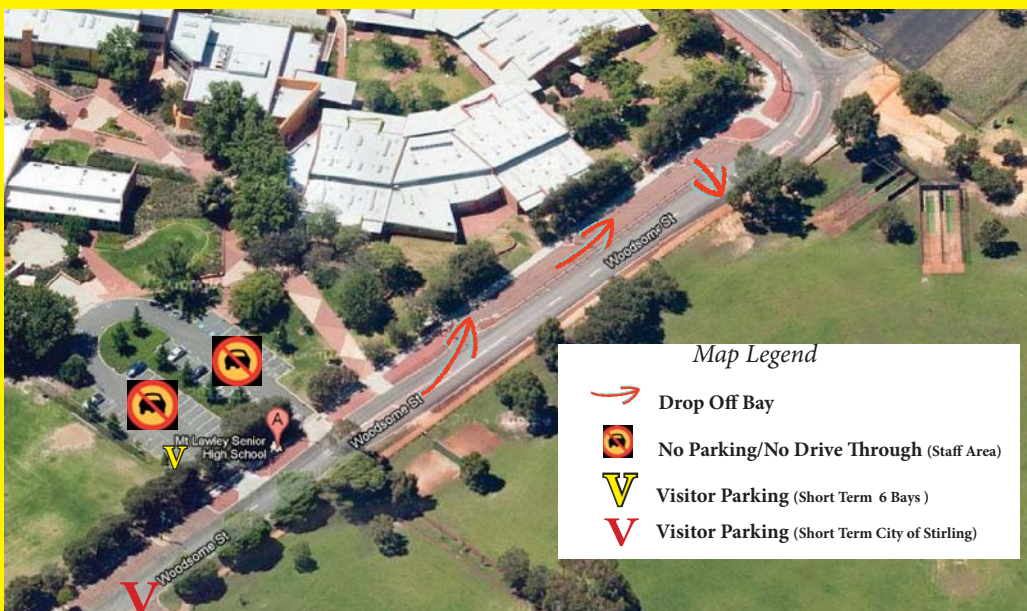 Woodsome St
Woodsome St
Woodsome St
A
Mt Lawley Senior
High School
V
V
Map Legend
Drop Off Bay
No Parking/No Drive Through (Staff Area)
V Visitor Parking (Short Term 6 Bays )
V Visitor Parking (Short Term City of Stirling)